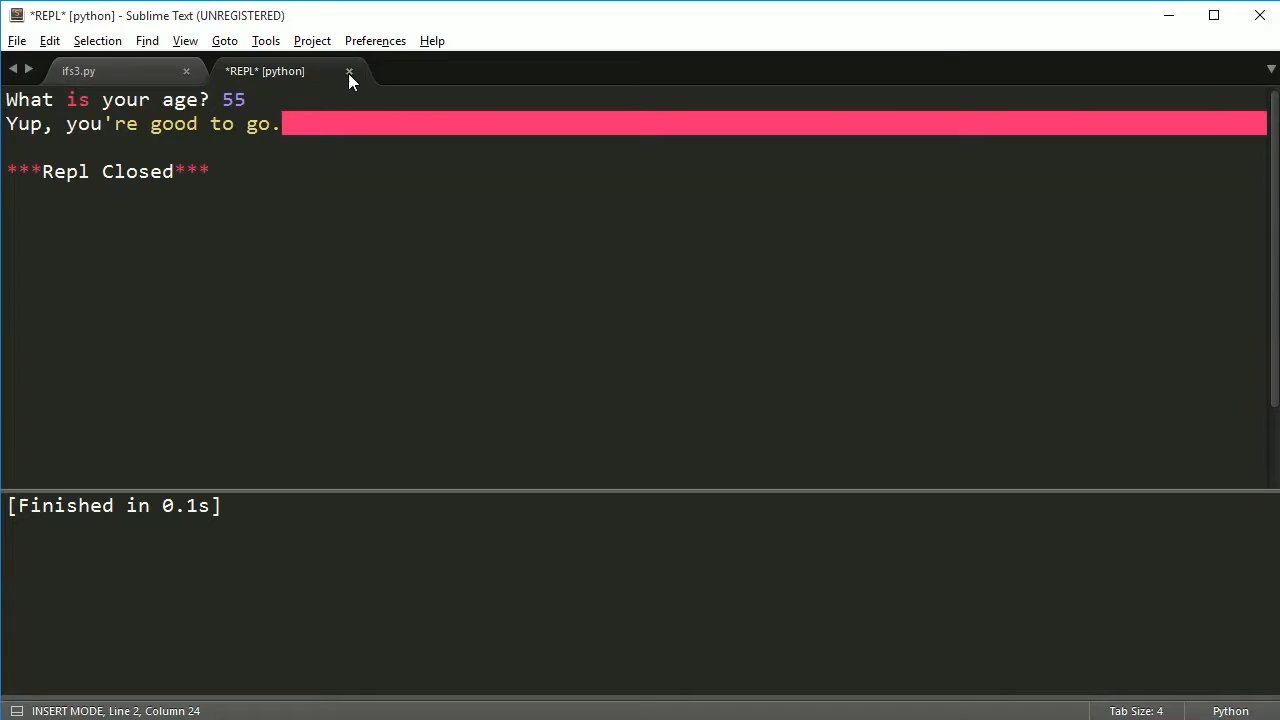 *REPL* [python] - Sublime Text (UNREGISTERED)
File Edit Selection Find View Goto Tools Project Preferences Help
ifs3.py *REPL* [python]
What is your age? 55
Yup, you're good to go.
***Repl Closed***
[Finished in 0.1s]
INSERT MODE, Line 2, Column 24 Tab Size: 4 Python